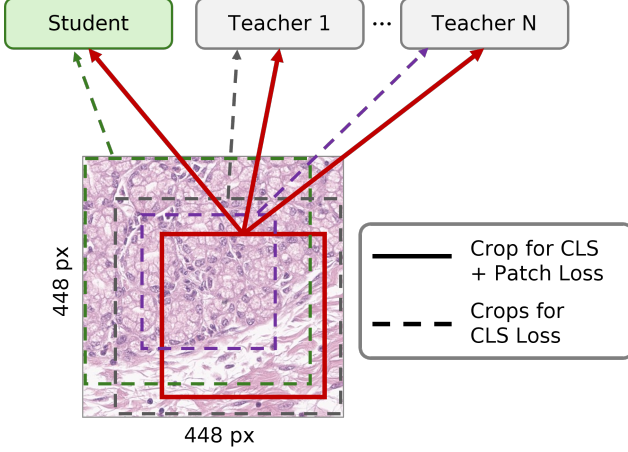 Student
Teacher 1
...
Teacher N
448 px
Crop for CLS
+ Patch Loss
Crops for
CLS Loss
448 px